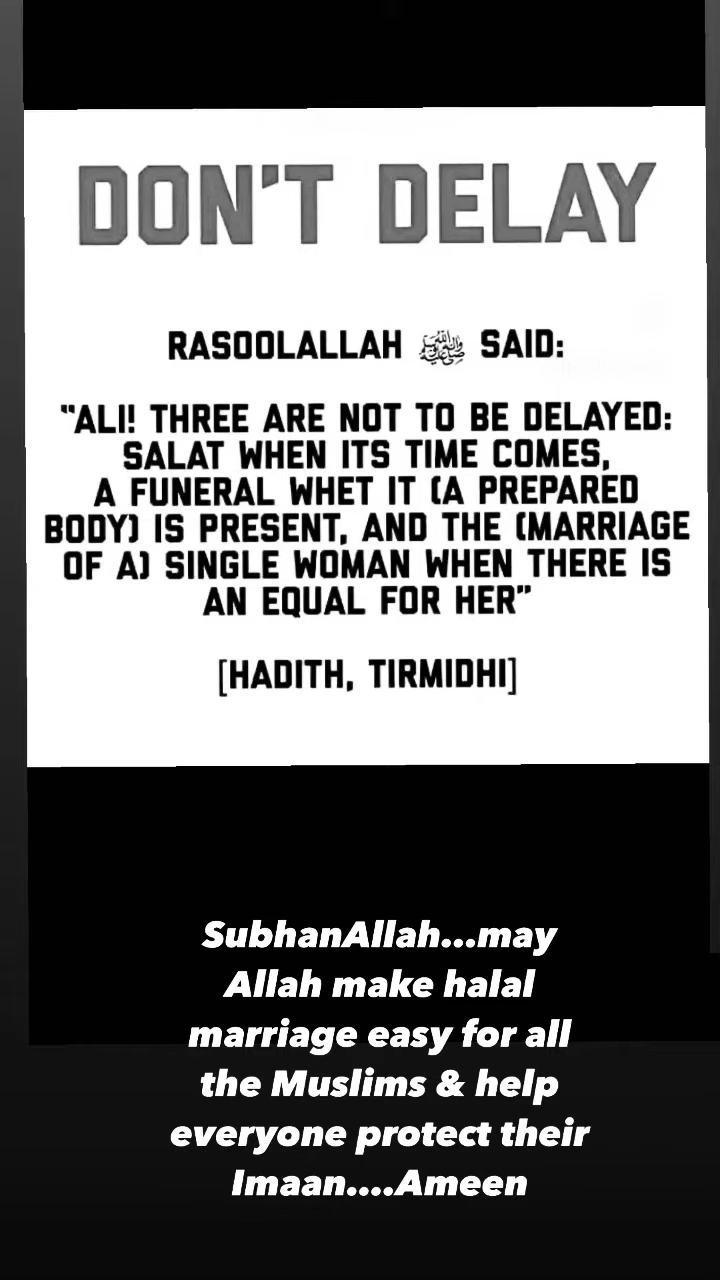 DON'T DELAY
RASOOLALLAH ﷺ SAID:
"ALI! THREE ARE NOT TO BE DELAYED:
SALAT WHEN ITS TIME COMES,
A FUNERAL WHET IT (A PREPARED
BODY) IS PRESENT, AND THE (MARRIAGE
OF A) SINGLE WOMAN WHEN THERE IS
AN EQUAL FOR HER"
[HADITH, TIRMIDHI]
SubhanAllah...may
Allah make halal
marriage easy for all
the Muslims & help
everyone protect their
Imaan....Ameen